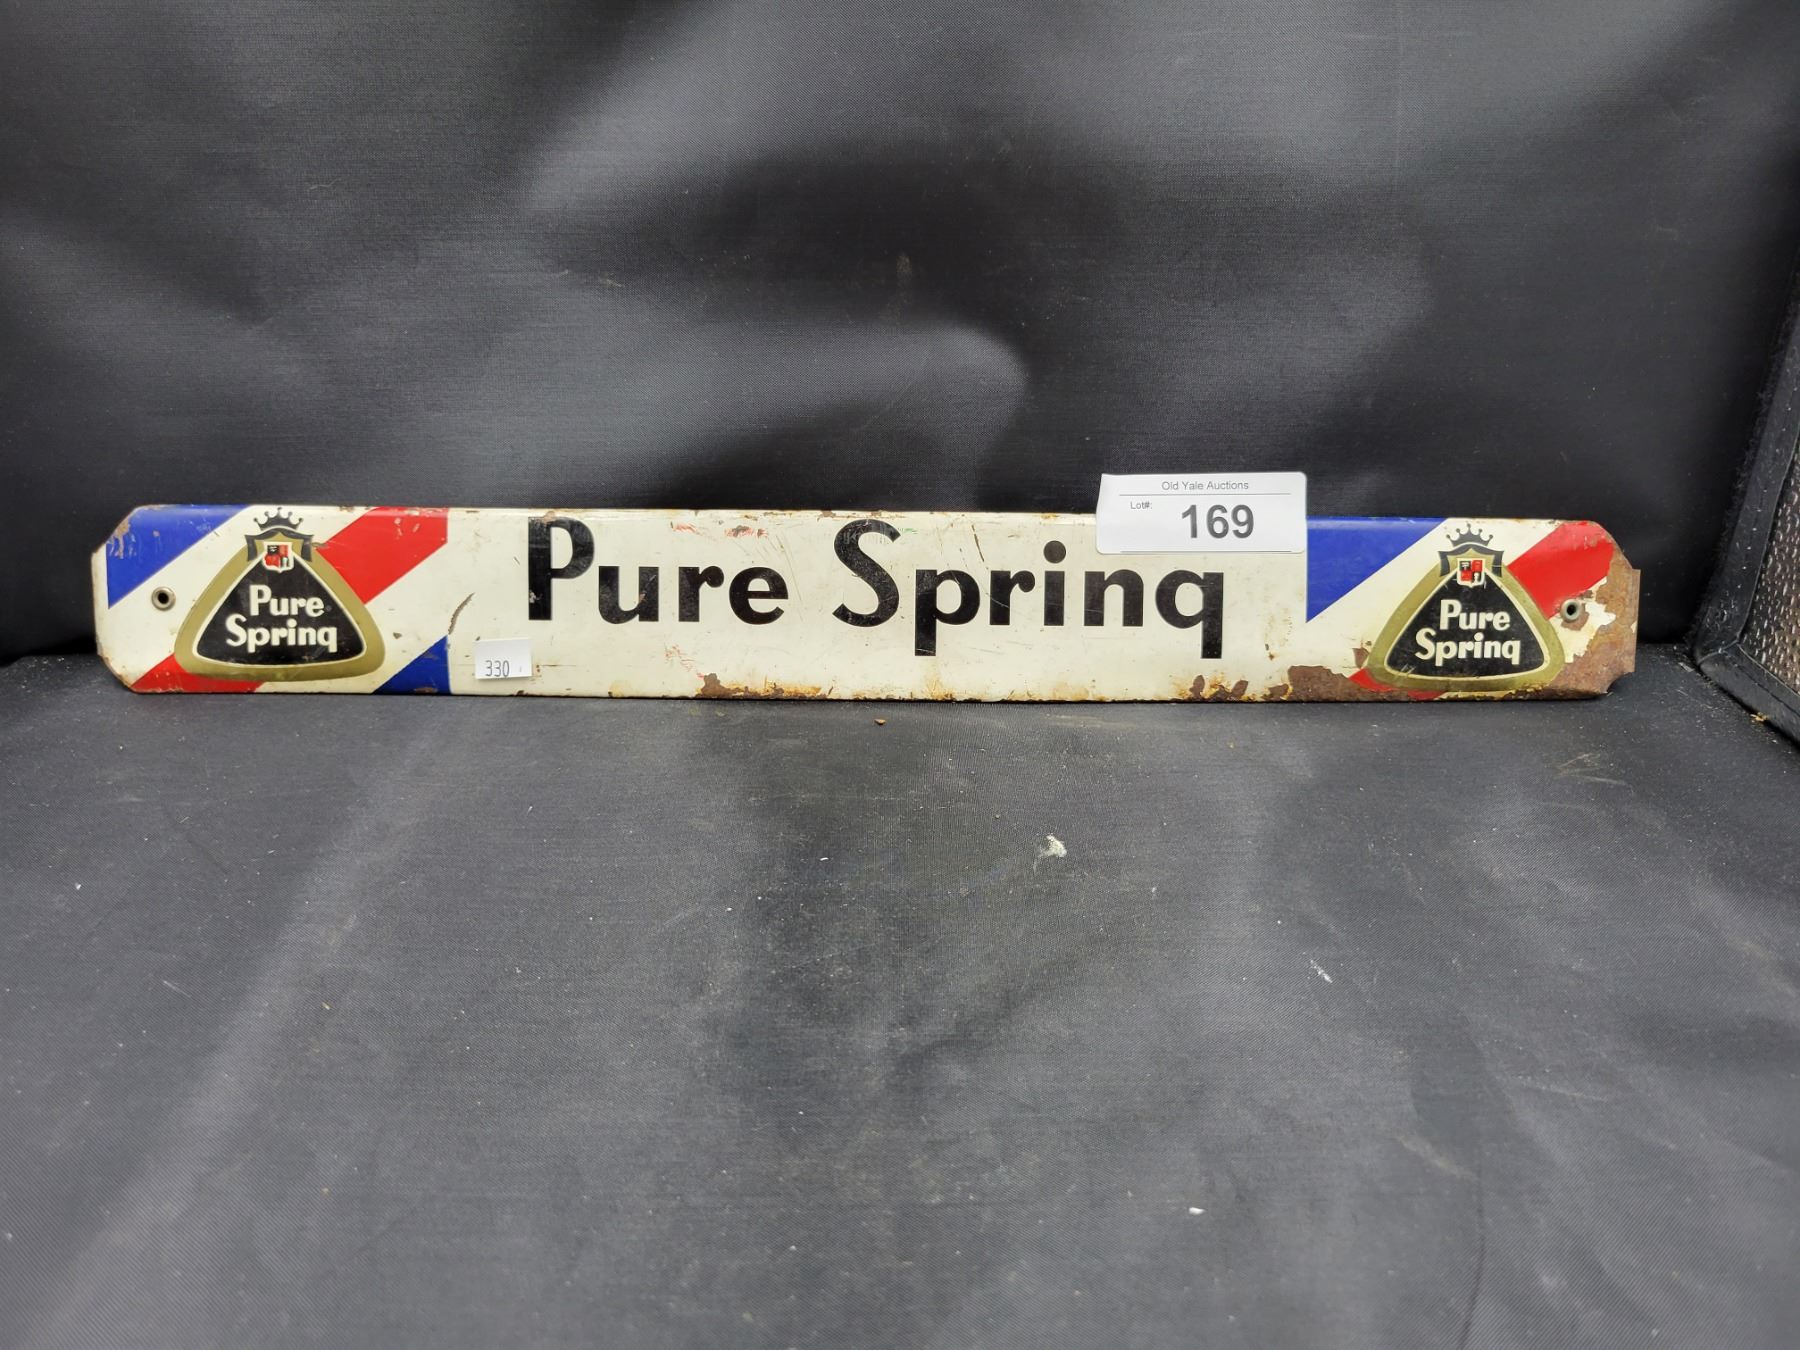 Old Yale Auctions
Lot#:
169
Pure Spring
Pure
Spring
330
Pure
Spring